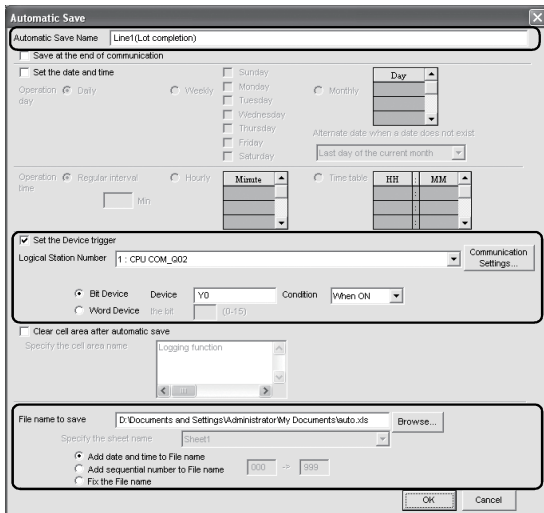 Automatic Save
Automatic Save Name Line1(Lot completion)
Save at the end of communication
Set the date and time
Operation day Daily Weekly Sunday Monday Tuesday Wednesday Thursday Friday Saturday Monthly Day
Alternate date when a date does not exist
Last day of the current month
Operation time Regular interval Min Hourly Minute Time table HH : MM
:
:
:
Set the Device trigger
Logical Station Number 1 : CPU COM_Q02 Communication Settings...
Bit Device Device Y0 Condition When ON
Word Device the bit (0-15)
Clear cell area after automatic save
Specify the cell area name Logging function
File name to save D:\Documents and Settings\Administrator\My Documents\auto.xls Browse...
Specify the sheet name Sheet1
Add date and time to File name
Add sequential number to File name 000 -> 999
Fix the File name
OK Cancel